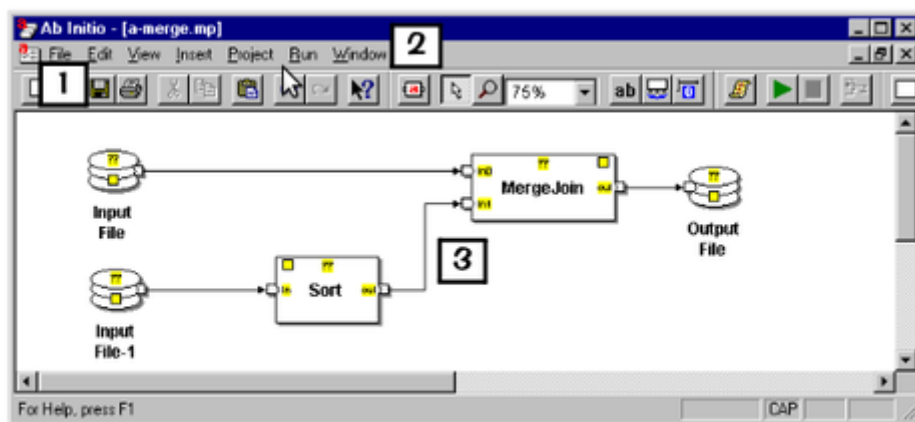 Ab Initio - [a-merge.mp]
File Edit View Insert Project Run Window
2
1
75%
ab
??
in0
??
MergeJoin
out
in1
??
Input
File
Output
File
3
??
in
Sort
out
??
Input
File-1
For Help, press F1
CAP